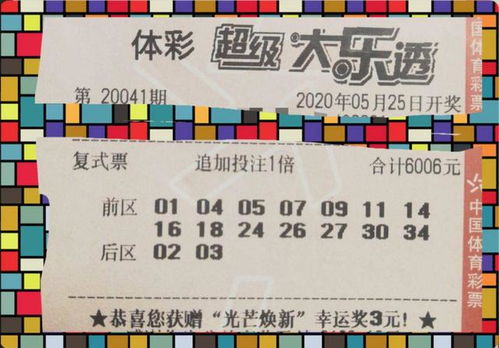 体彩 超级大乐透
第 20041期 2020年05月25日开奖
复式票 追加投注1倍 合计6006元
前区 01 04 05 07 09 11 14
16 18 24 26 27 30 34
后区 02 03
★恭喜您获赠“光芒焕新”幸运奖3元!
国体育彩票
中国体育彩票